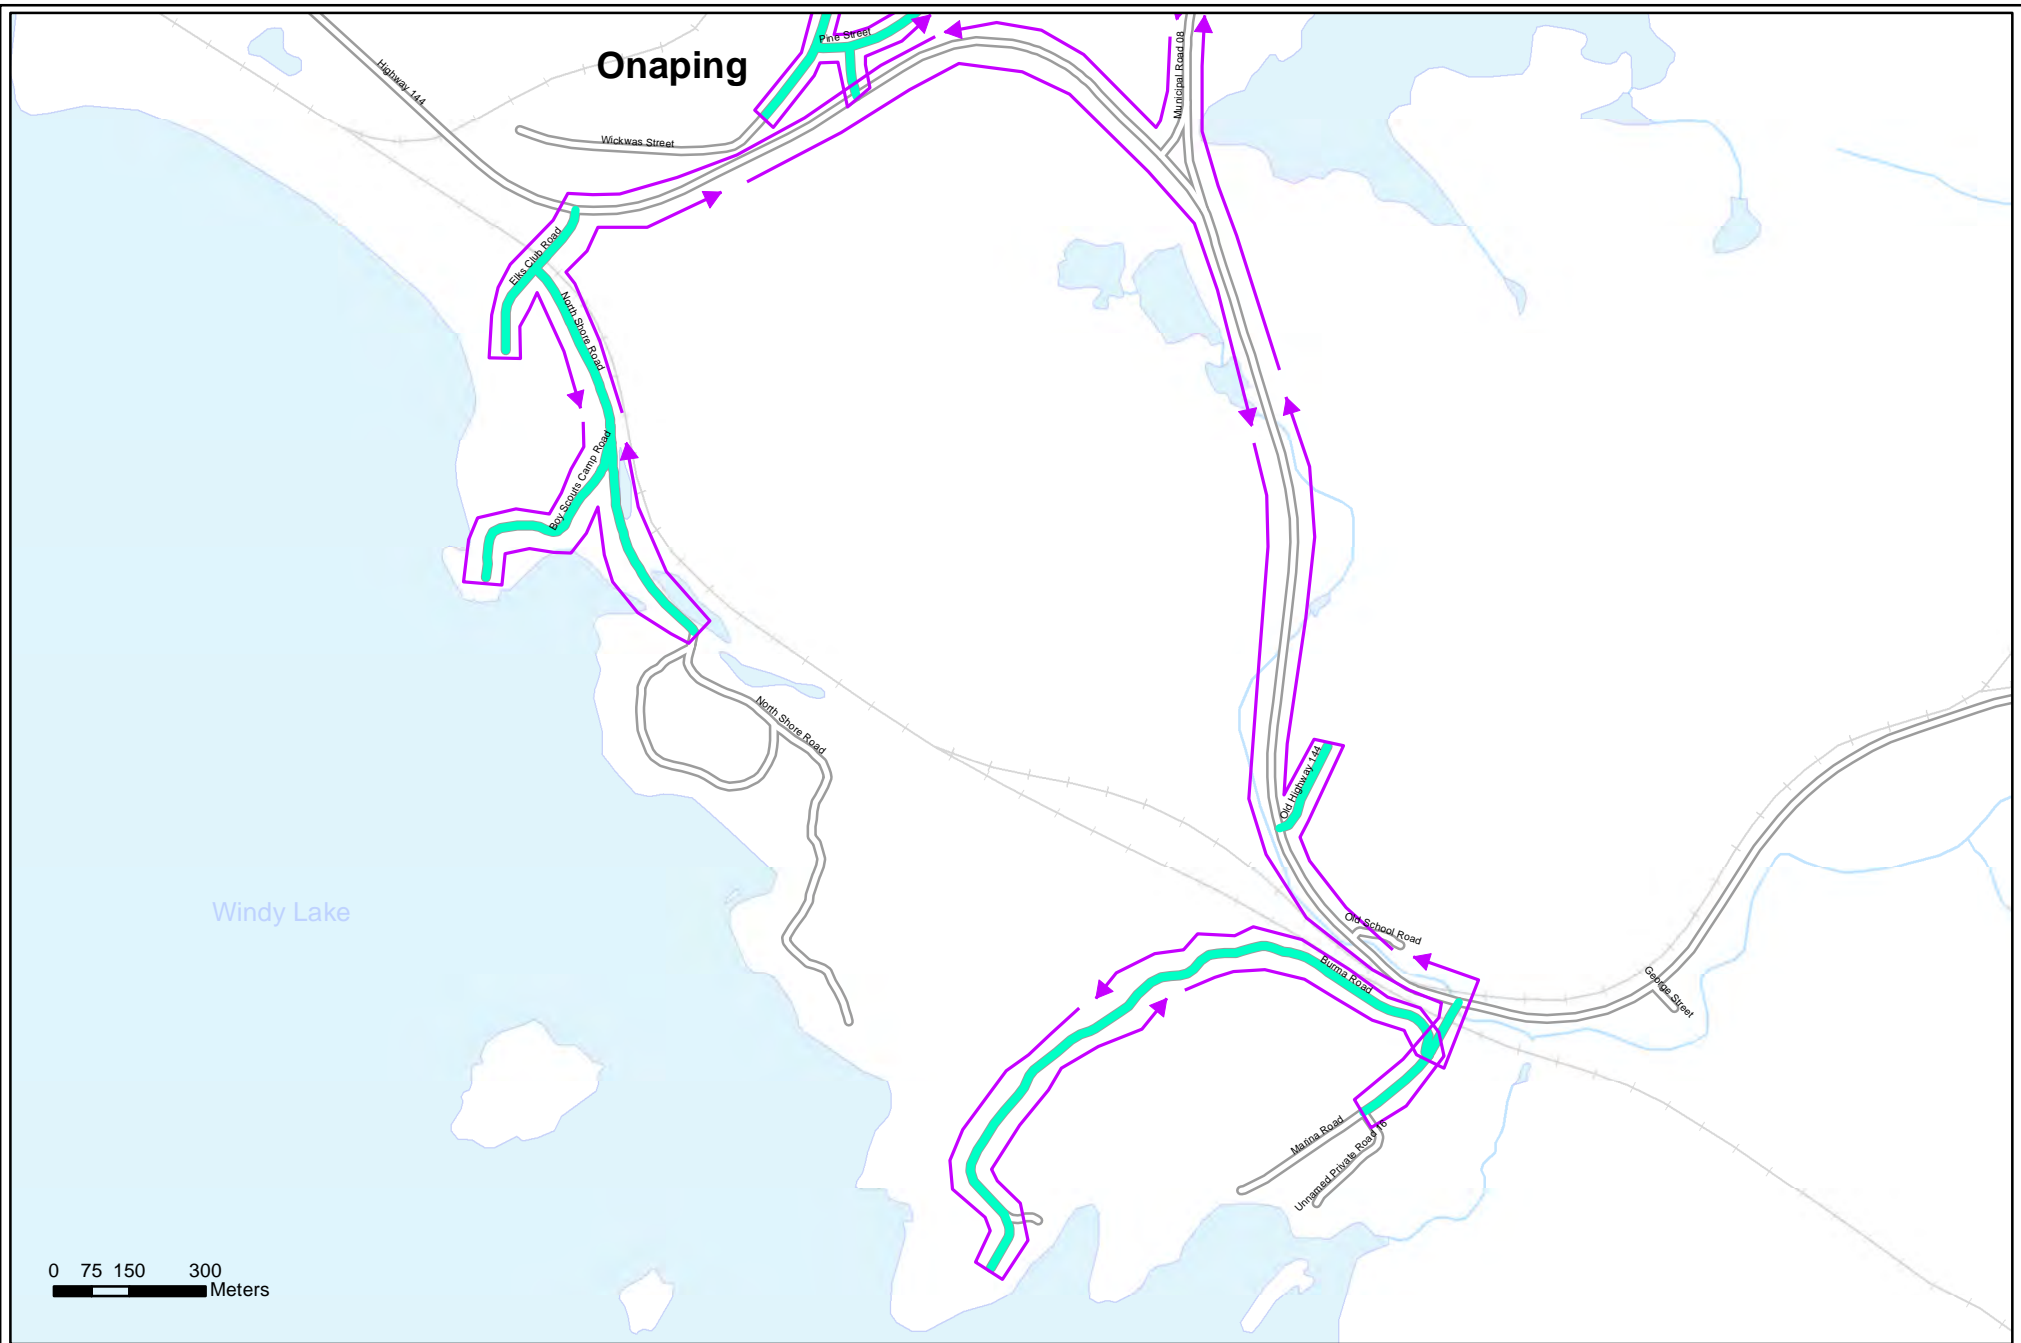 Pine Street
Municipal Road 08
Onaping
Highway 144
Wickwas Street
Elks Club Road
North Shore Road
Boy Scouts Camp Road
North Shore Road
Old Highway 144
Windy Lake
Old School Road
Burma Road
George Street
Marina Road
Unnamed Private Road 16
0 75 150 300
Meters